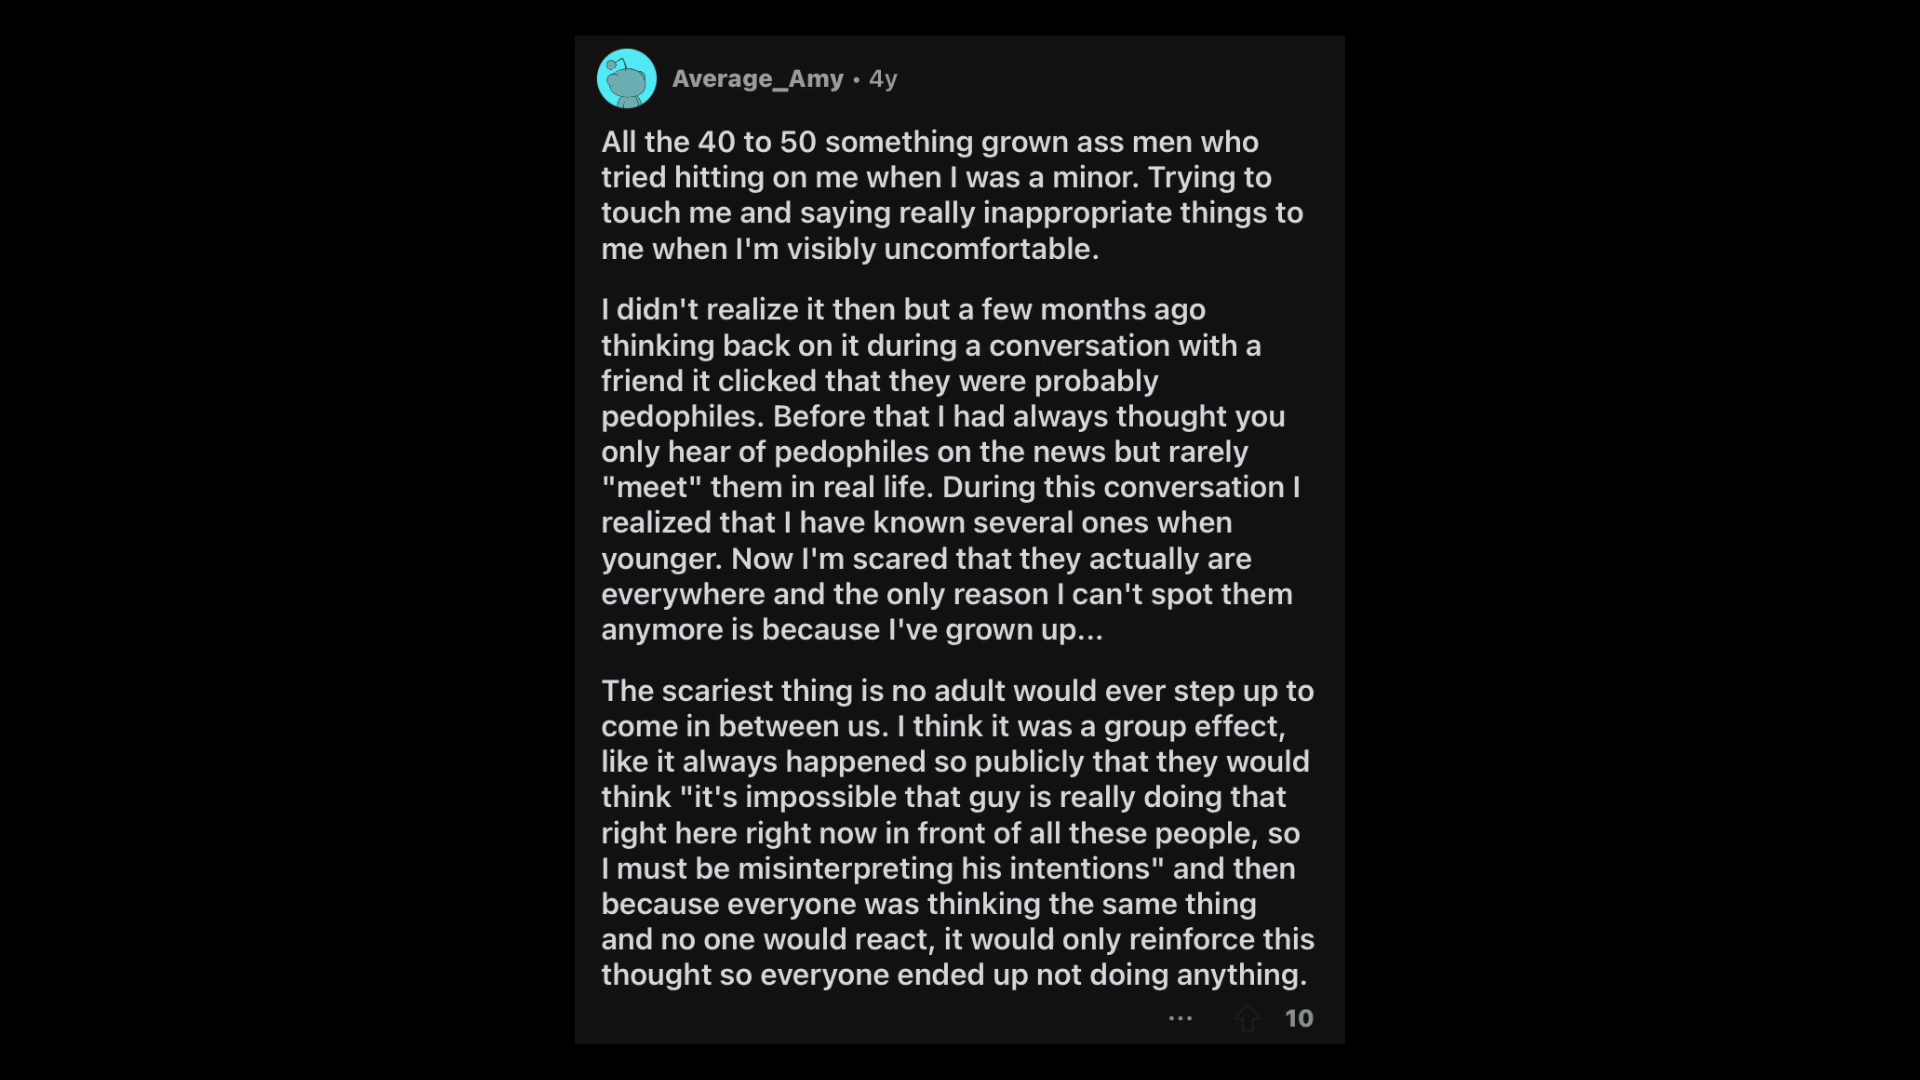 Average_Amy • 4y
All the 40 to 50 something grown ass men who
tried hitting on me when I was a minor. Trying to
touch me and saying really inappropriate things to
me when I'm visibly uncomfortable.
I didn't realize it then but a few months ago
thinking back on it during a conversation with a
friend it clicked that they were probably
pedophiles. Before that I had always thought you
only hear of pedophiles on the news but rarely
"meet" them in real life. During this conversation I
realized that I have known several ones when
younger. Now I'm scared that they actually are
everywhere and the only reason I can't spot them
anymore is because I've grown up...
The scariest thing is no adult would ever step up to
come in between us. I think it was a group effect,
like it always happened so publicly that they would
think "it's impossible that guy is really doing that
right here right now in front of all these people, so
I must be misinterpreting his intentions" and then
because everyone was thinking the same thing
and no one would react, it would only reinforce this
thought so everyone ended up not doing anything.
... 10